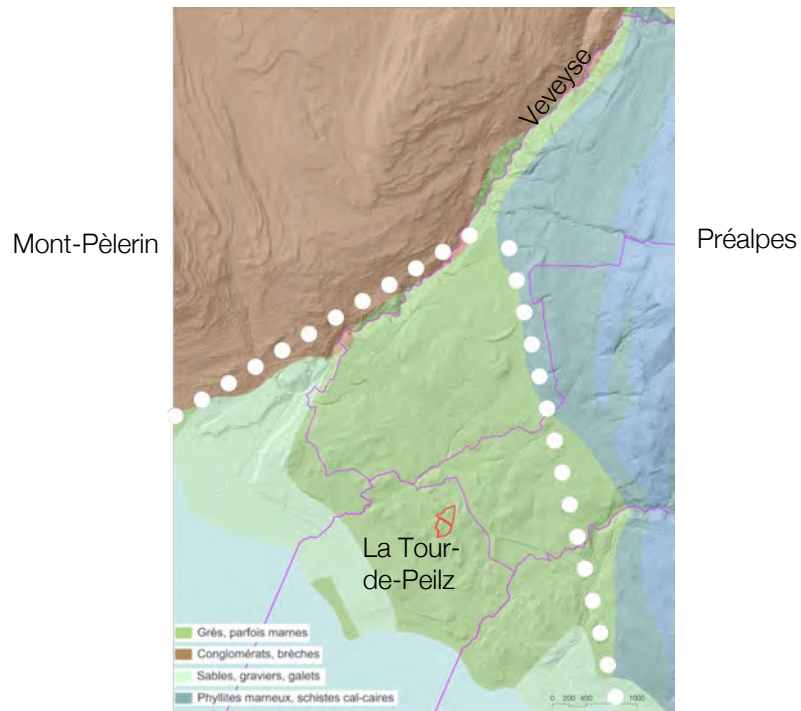 Veveyse
Mont-Pèlerin
Préalpes
La Tour-
de-Peilz
Grès, parfois marnes
Conglomérats, brèches
Sables, graviers, galets
Phyllites marneux, schistes cal-caires
0 200 400 1000